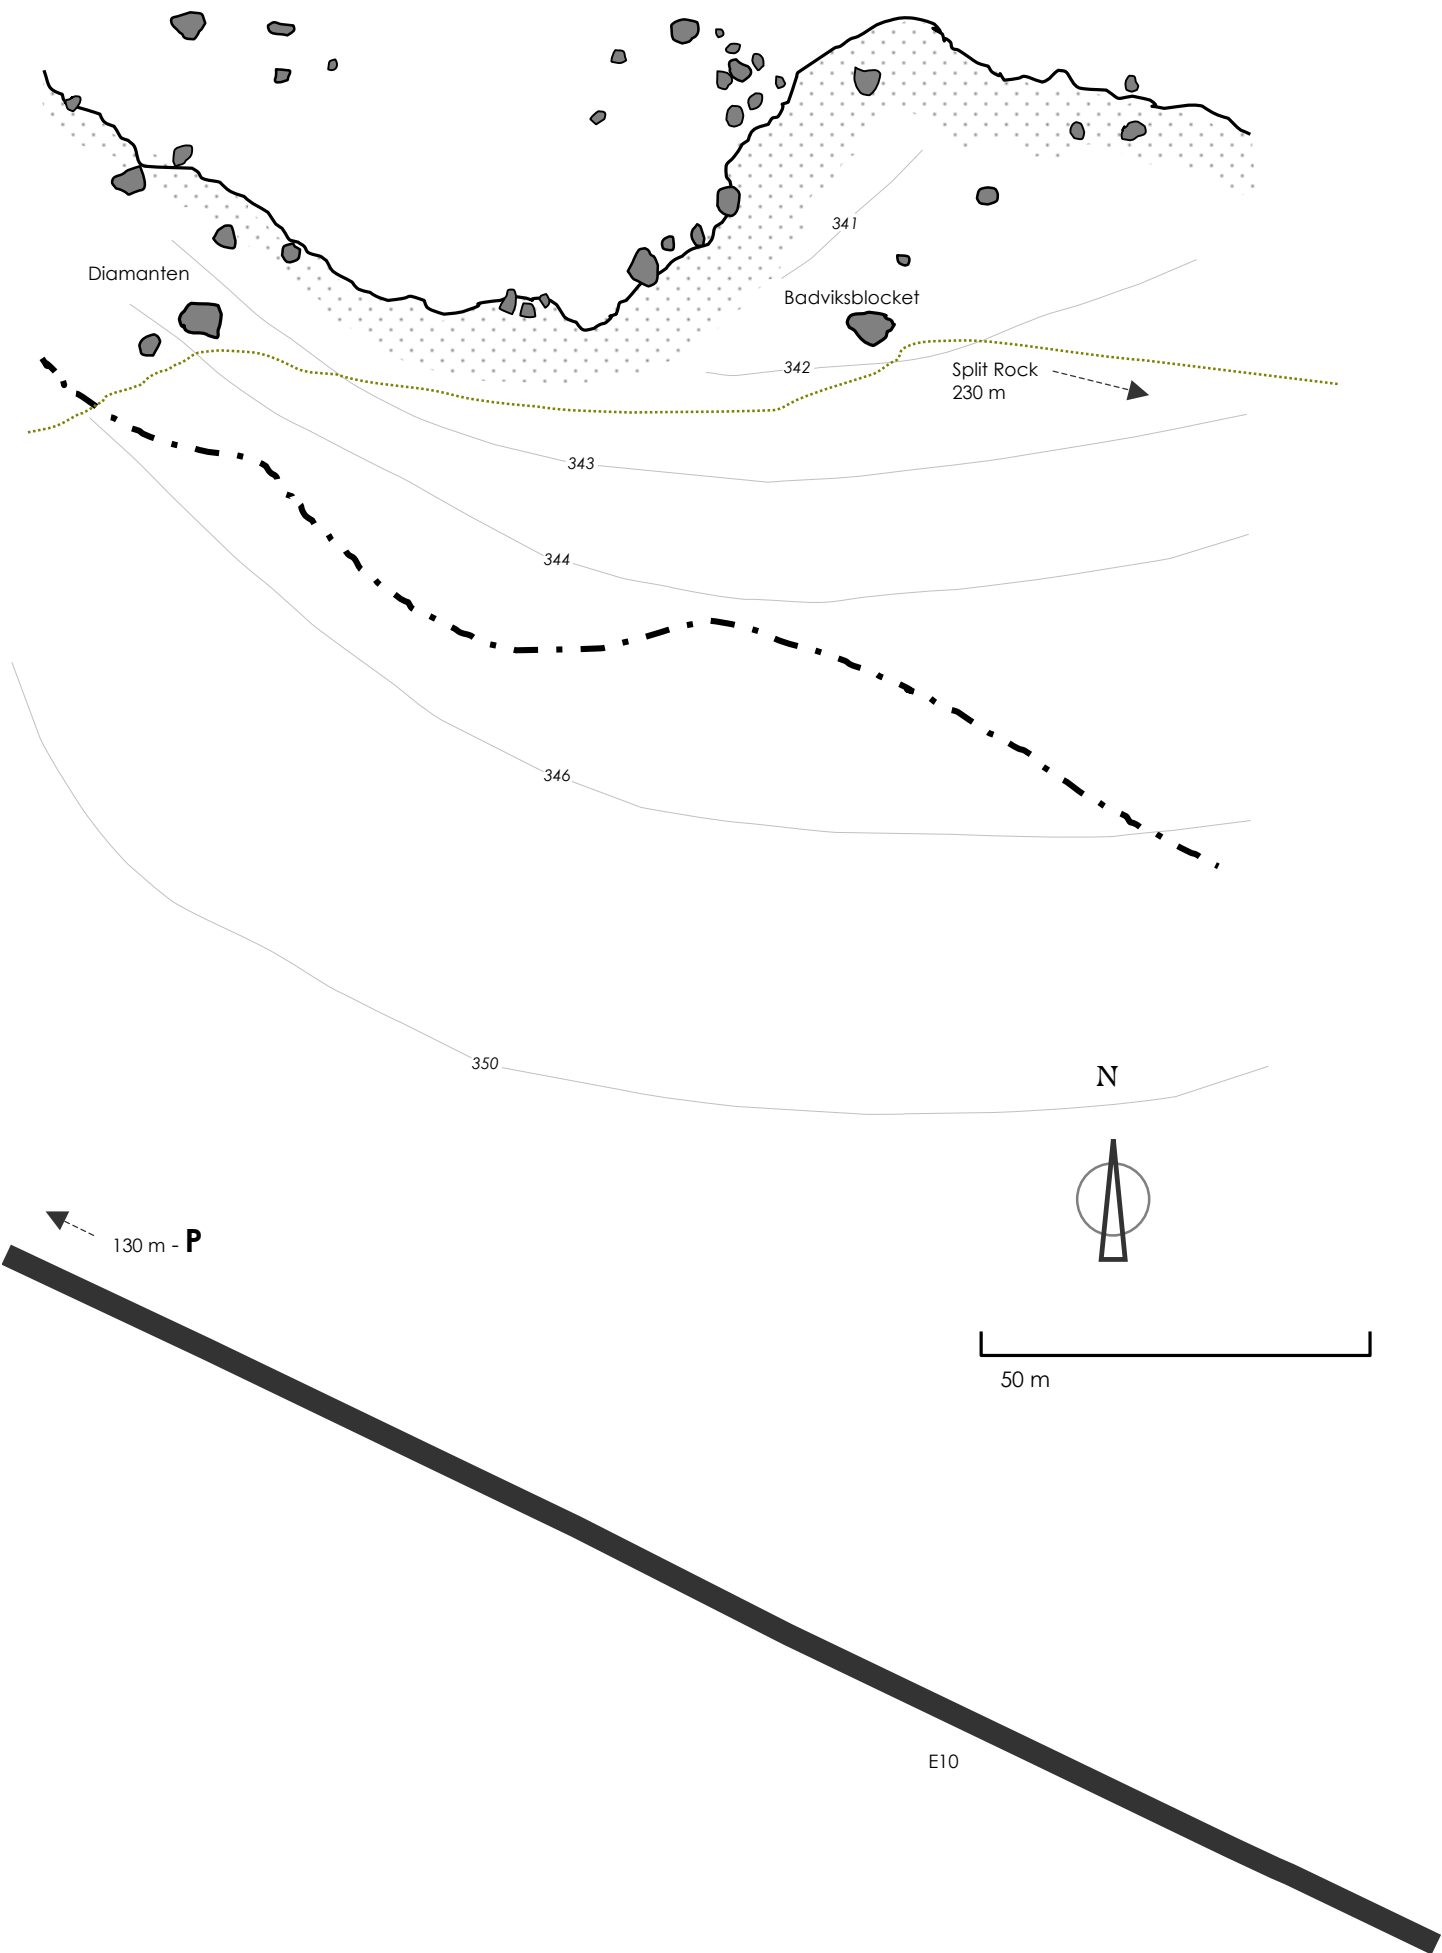 341
Diamanten
Badviksblocket
342
Split Rock
230 m
343
344
346
350
N
130 m - P
50 m
E10